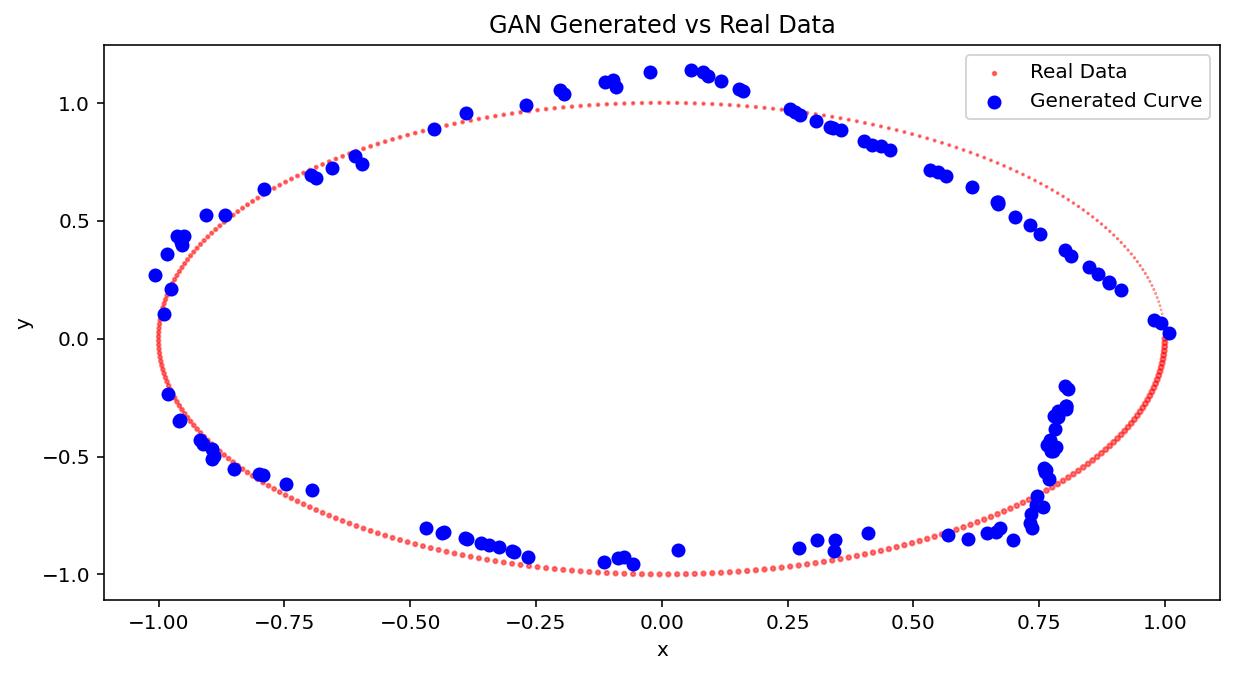 GAN Generated vs Real Data
Real Data
Generated Curve
1.0
0.5
0.0
−0.5
−1.0
y
−1.00 −0.75 −0.50 −0.25 0.00 0.25 0.50 0.75 1.00
x